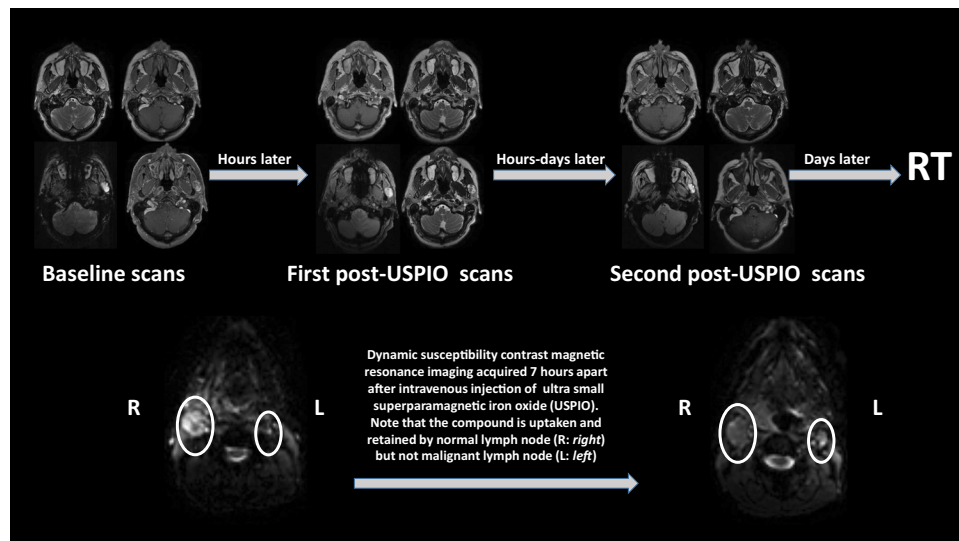 Hours later
Hours-days later
Days later
RT
Baseline scans
First post-USPIO scans
Second post-USPIO scans
Dynamic susceptibility contrast magnetic
resonance imaging acquired 7 hours apart
after intravenous injection of ultra small
superparamagnetic iron oxide (USPIO).
Note that the compound is uptaken and
retained by normal lymph node (R: right)
but not malignant lymph node (L: left)
R
L
R
L